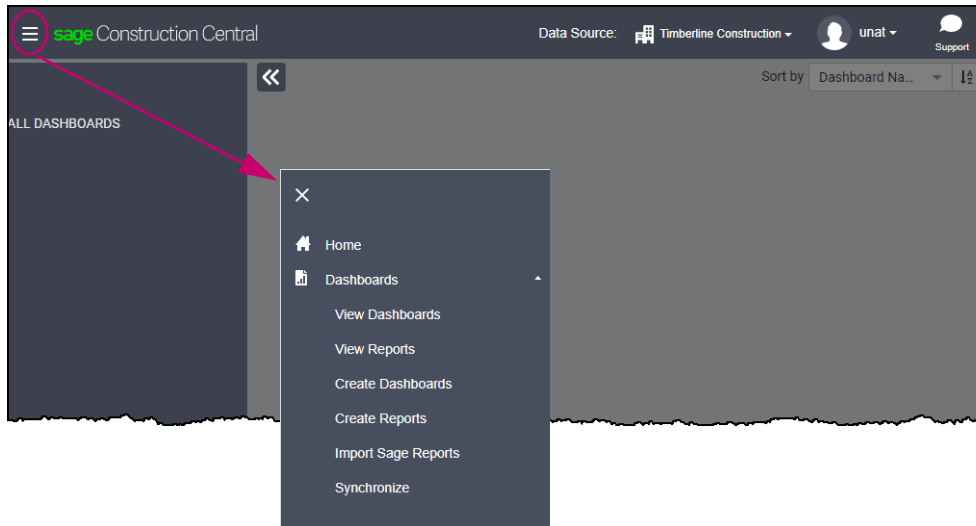 sage Construction Central
Data Source: Timberline Construction unat
Support
Sort by Dashboard Na... A Z
ALL DASHBOARDS
Home
Dashboards
View Dashboards
View Reports
Create Dashboards
Create Reports
Import Sage Reports
Synchronize